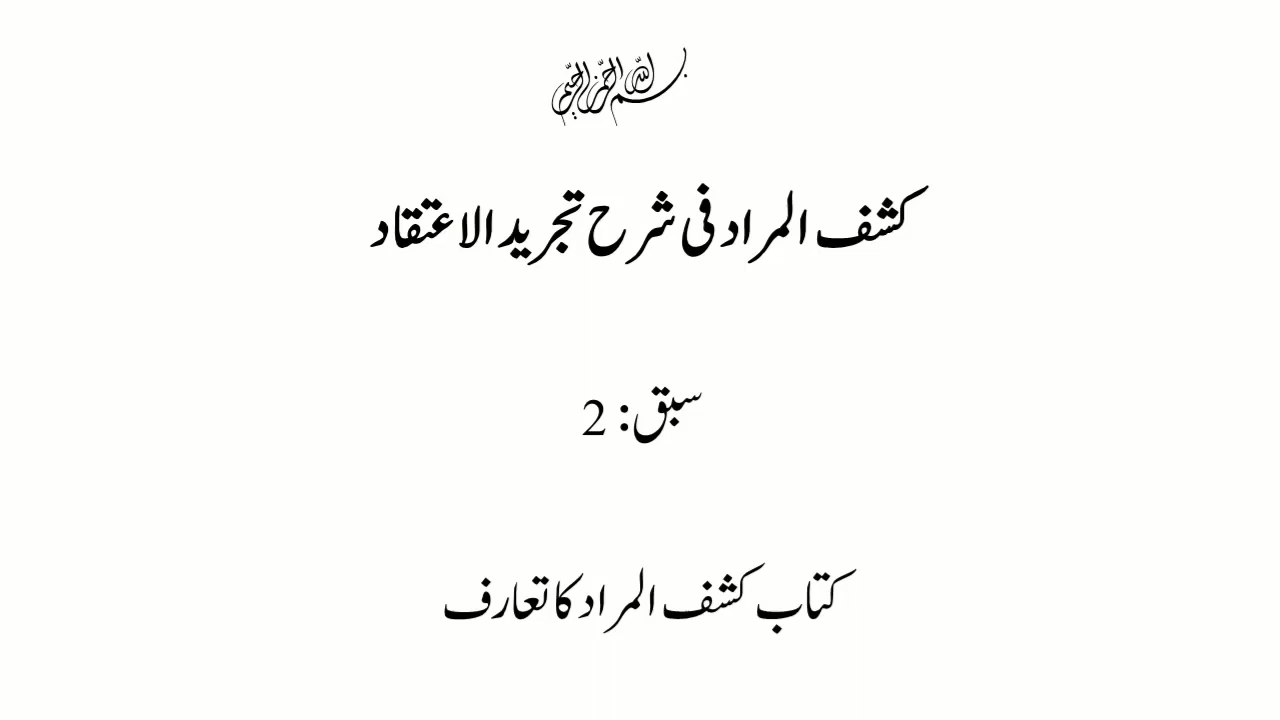 بسم اللہ الرحمن الرحیم
کشف المراد فی شرح تجرید الاعتقاد
سبق: 2
کتاب کشف المراد کا تعارف